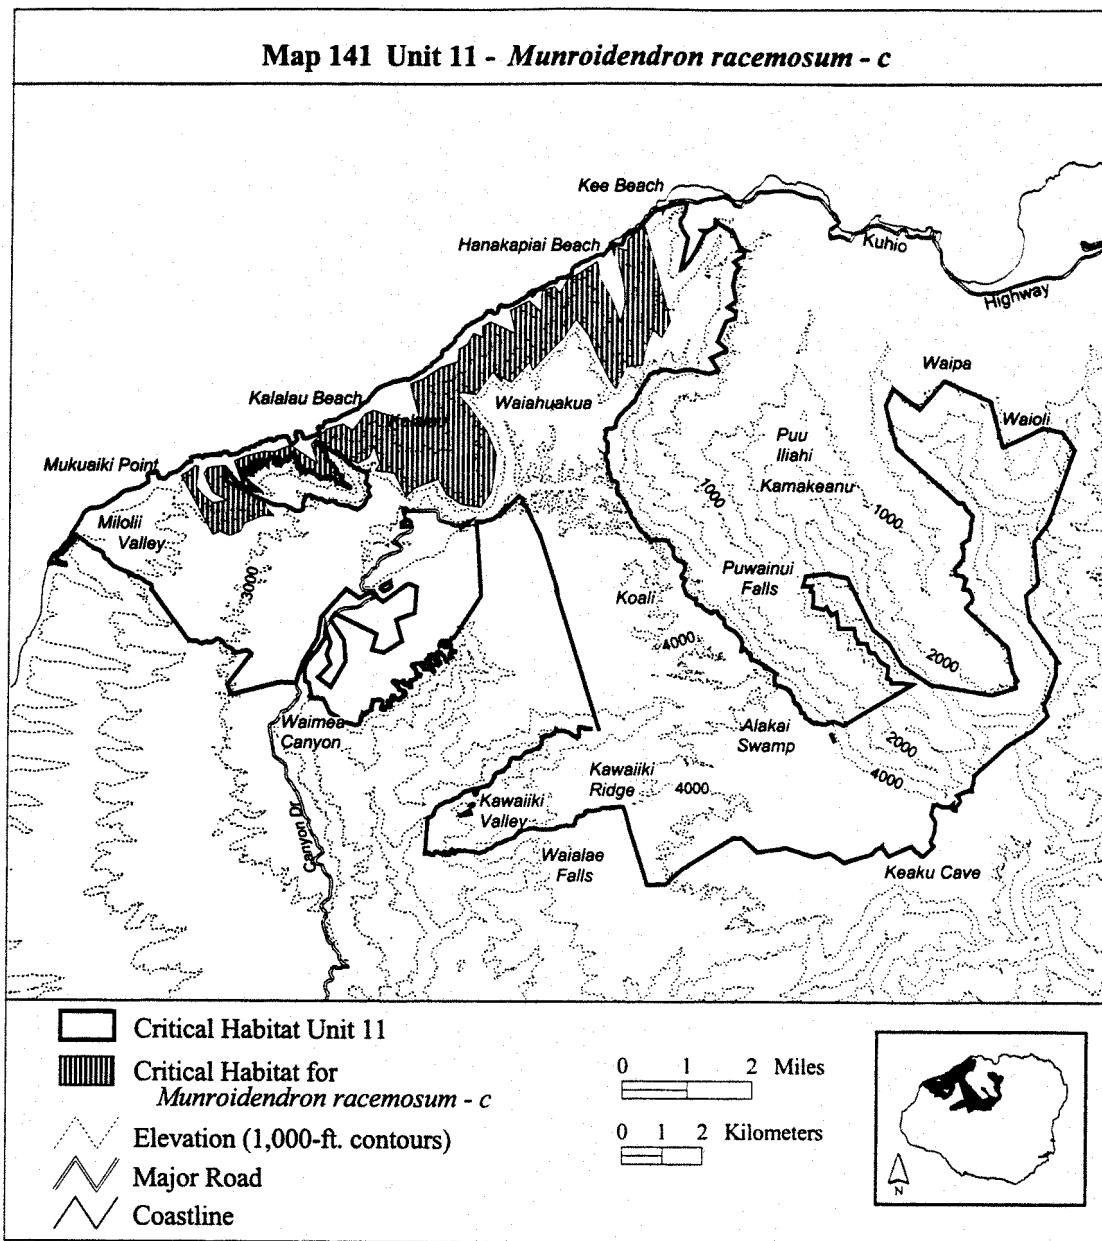 Map 141 Unit 11 - Munroidendron racemosum - c
Kee Beach
Hanakapiai Beach
Kuhio
Highway
Waipa
Kalalau Beach
Waiahuakua
Waioli
Kalalau
Puu
Iliahi
Mukuaiki Point
Kamakeanu
1000
1000
Milolii
Valley
3000
Puwainui
Falls
Koali
4000
2000
Waimea
Canyon
Alakai
Swamp
2000
4000
Kawaiiki
Ridge
4000
Kawaiiki
Valley
Canyon Dr
Waialae
Falls
Keaku Cave
Critical Habitat Unit 11
Critical Habitat for
Munroidendron racemosum - c
Elevation (1,000-ft. contours)
Major Road
Coastline
0 1 2 Miles
0 1 2 Kilometers
N